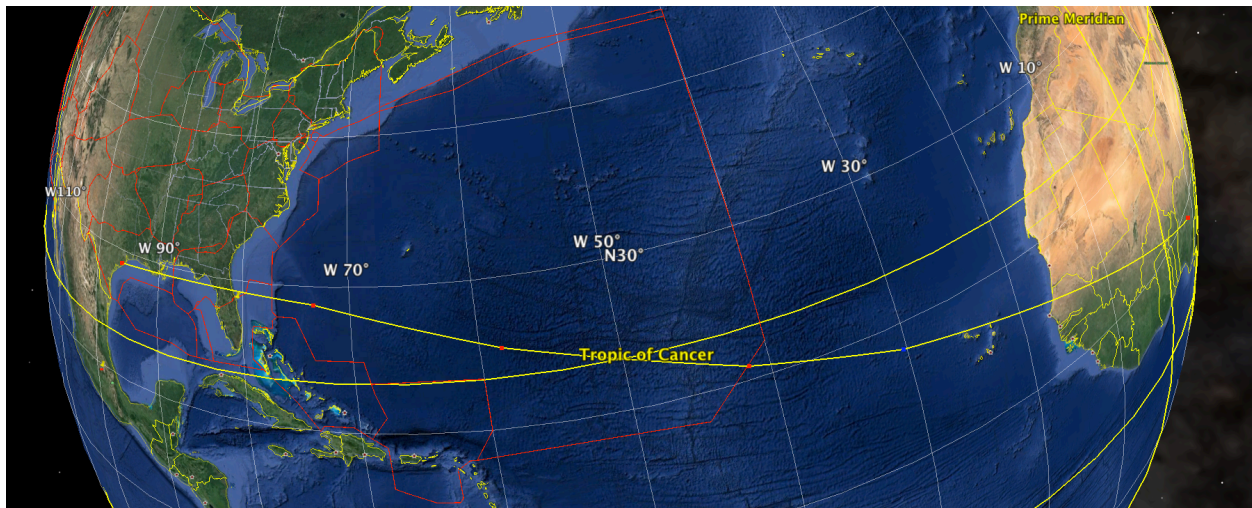 Prime Meridian
W 10°
W 30°
W110°
W 50°
W 90°
N30°
W 70°
Tropic of Cancer